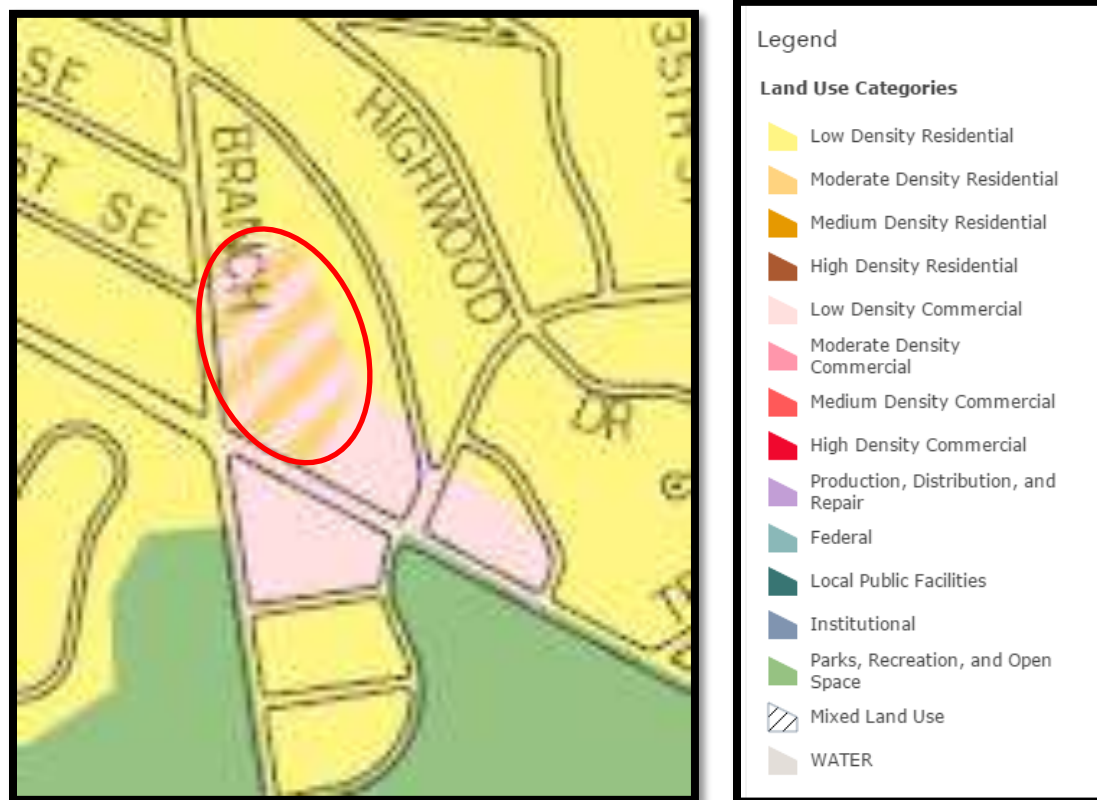 SE
ST SE
BRANCH
HIGHWOOD
35TH
DR
Legend
Land Use Categories
Low Density Residential
Moderate Density Residential
Medium Density Residential
High Density Residential
Low Density Commercial
Moderate Density
Commercial
Medium Density Commercial
High Density Commercial
Production, Distribution, and
Repair
Federal
Local Public Facilities
Institutional
Parks, Recreation, and Open
Space
Mixed Land Use
WATER